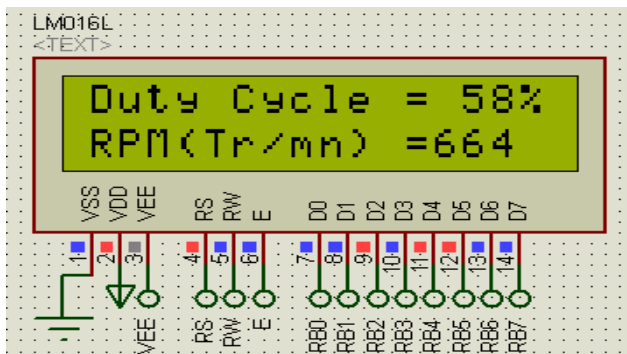 LM016L
<TEXT>
Duty Cycle = 58%
RPM(Tr/mn) =664
VSS VDD VEE RS RW E D0 D1 D2 D3 D4 D5 D6 D7
1 2 3 4 5 6 7 8 9 10 11 12 13 14
VEE RS RW E RB0 RB1 RB2 RB3 RB4 RB5 RB6 RB7